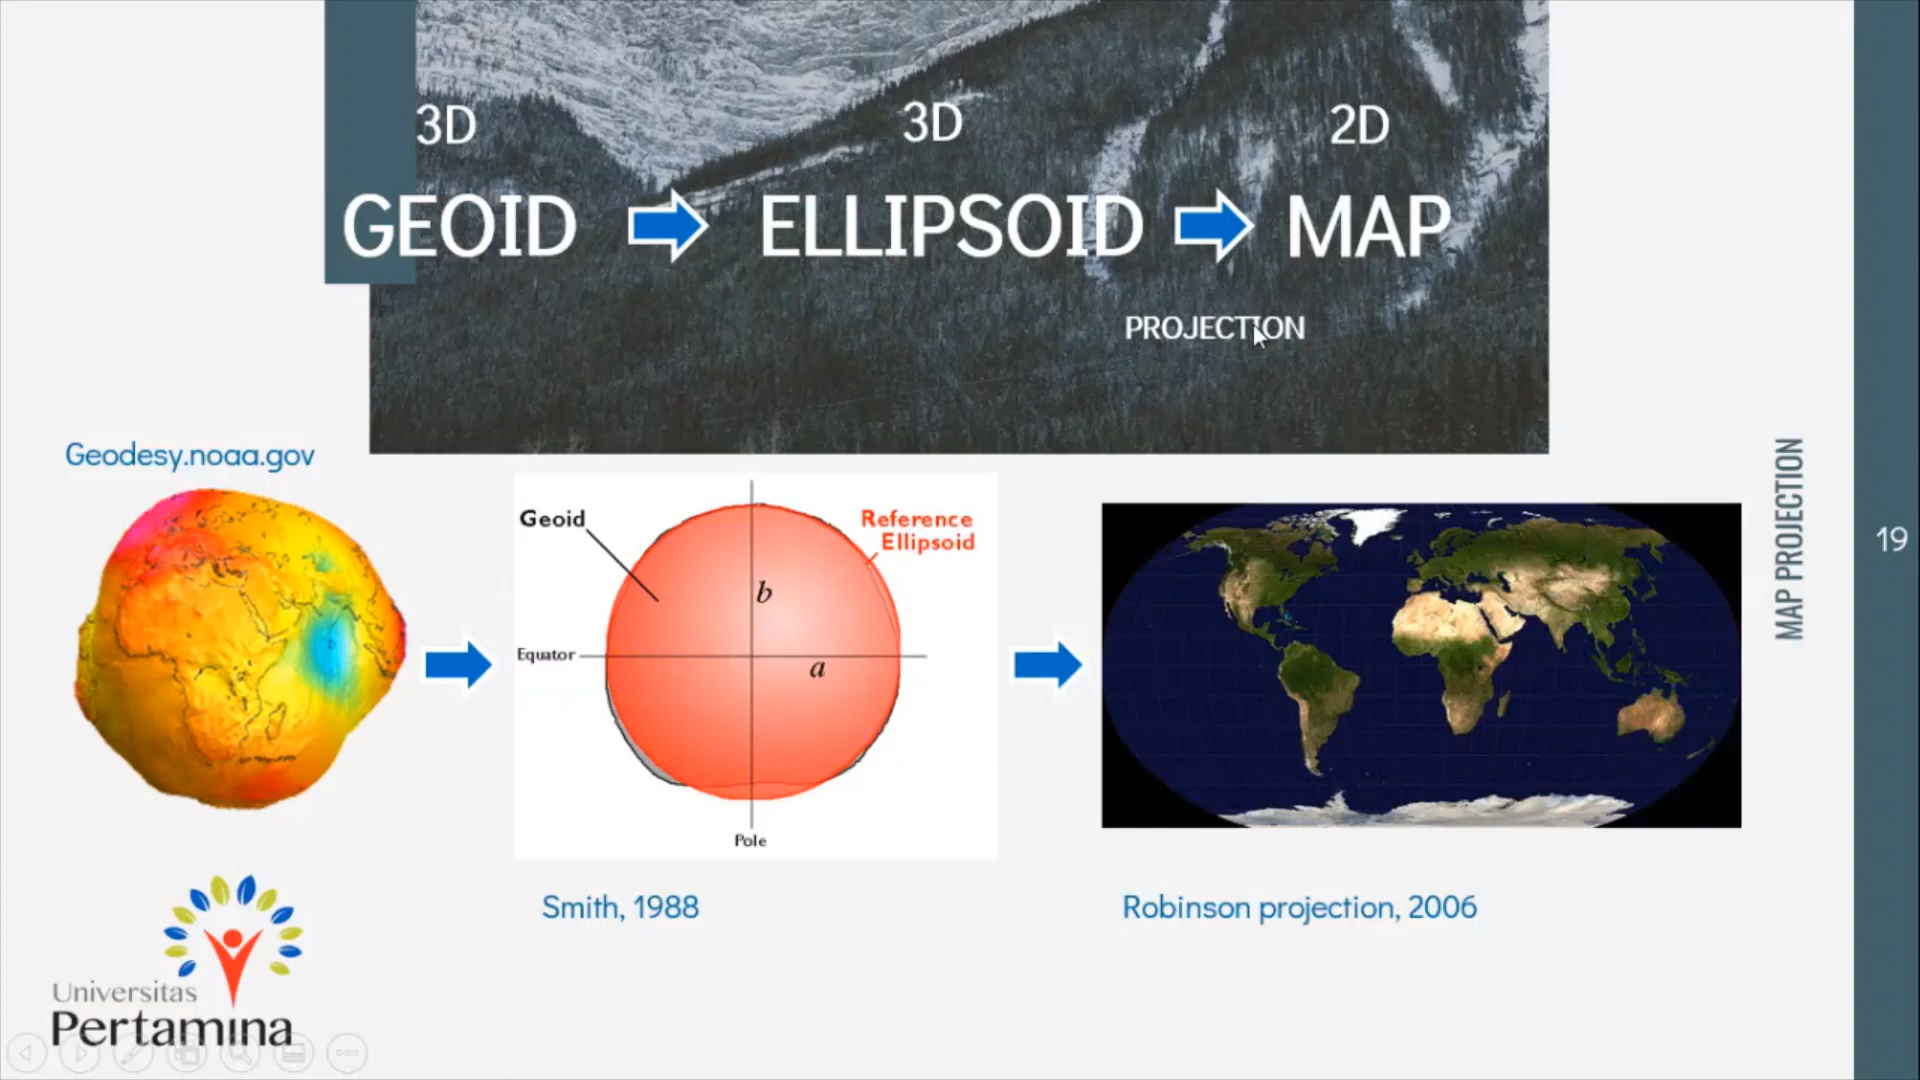 3D
3D
2D
GEOID
ELLIPSOID
MAP
PROJECTION
Geodesy.noaa.gov
Geoid
Reference
Ellipsoid
b
Equator
a
Pole
Smith, 1988
Robinson projection, 2006
MAP PROJECTION
19
Universitas
Pertamina